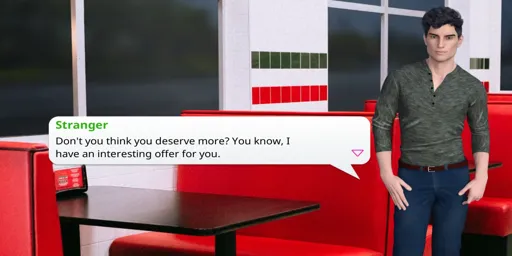 Stranger
Don't you think you deserve more? You know, I
have an interesting offer for you.